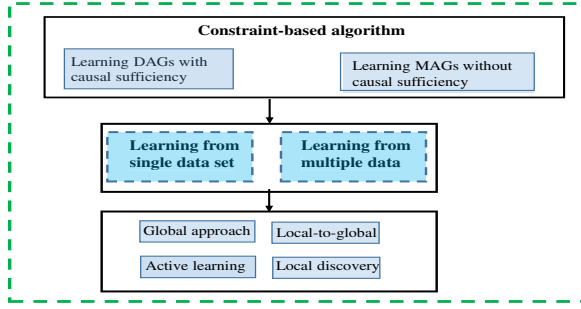 Constraint-based algorithm
Learning DAGs with
causal sufficiency
Learning MAGs without
causal sufficiency
Learning from
single data set
Learning from
multiple data
Global approach
Local-to-global
Active learning
Local discovery